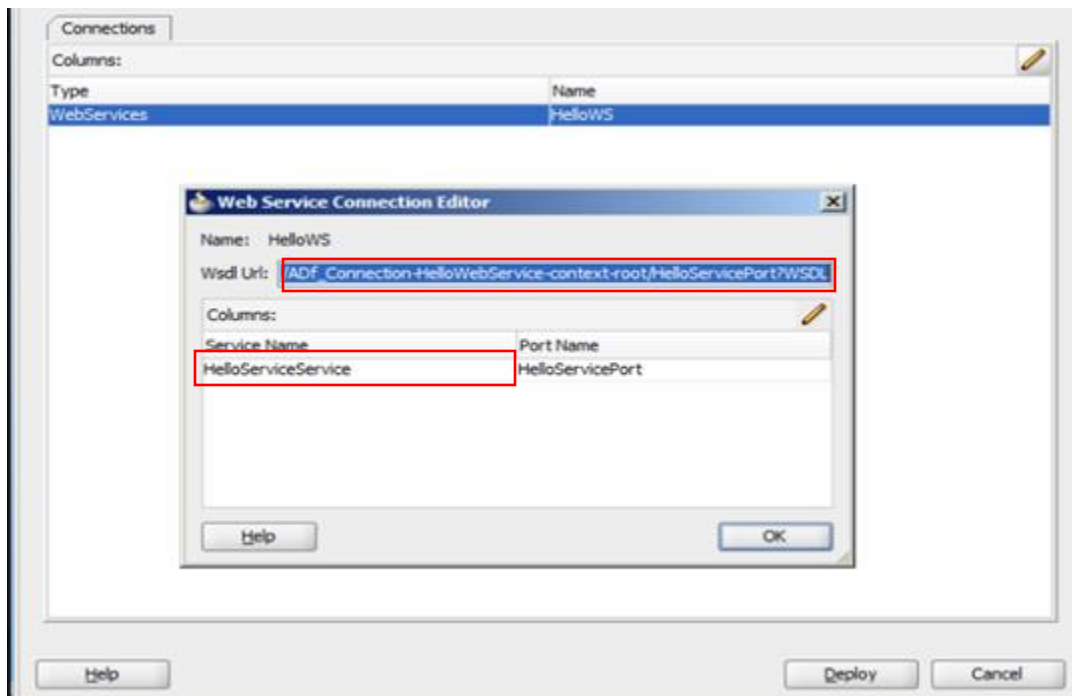 Connections
Columns:
Type Name
WebServices HelloWS
Web Service Connection Editor
Name: HelloWS
Wsdl Url: /ADf_Connection-HelloWebService-context-root/HelloServicePort?WSDL
Columns:
Service Name Port Name
HelloServiceService HelloServicePort
Help OK
Help Deploy Cancel